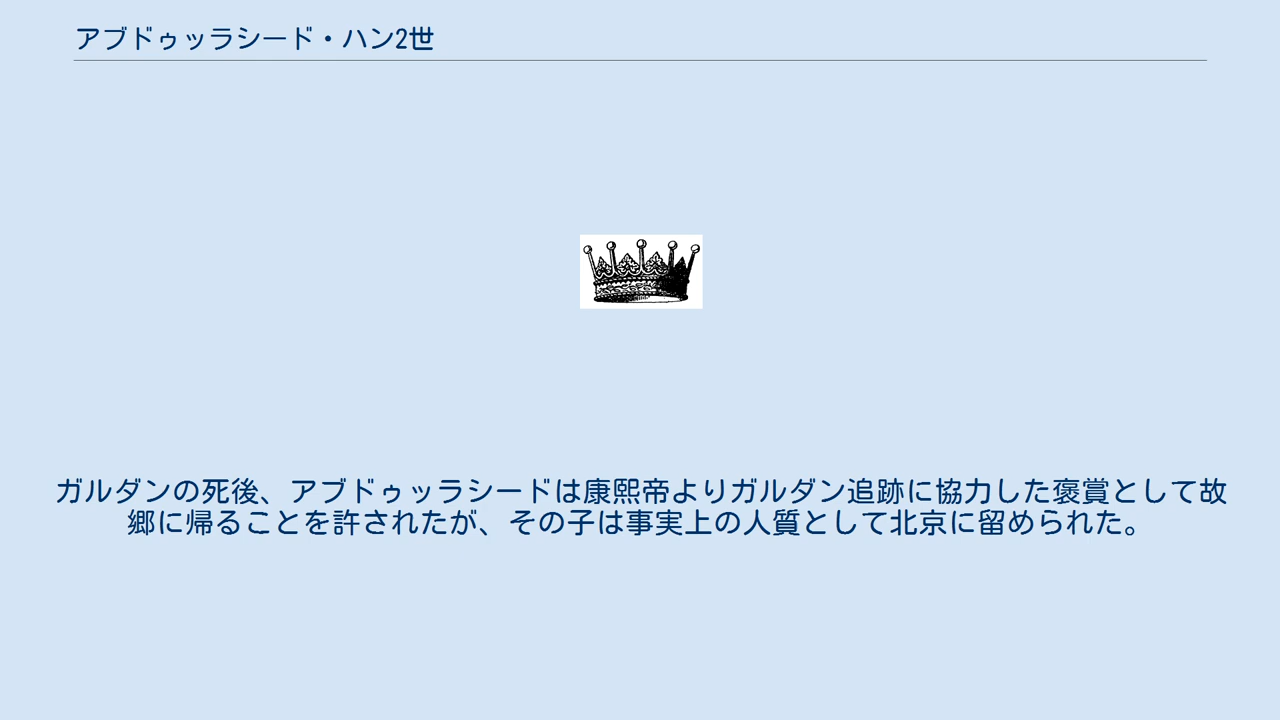 アブドゥッラシード・ハン2世
ガルダンの死後、アブドゥッラシードは康熙帝よりガルダン追跡に協力した褒賞として故
郷に帰ることを許されたが、その子は事実上の人質として北京に留められた。